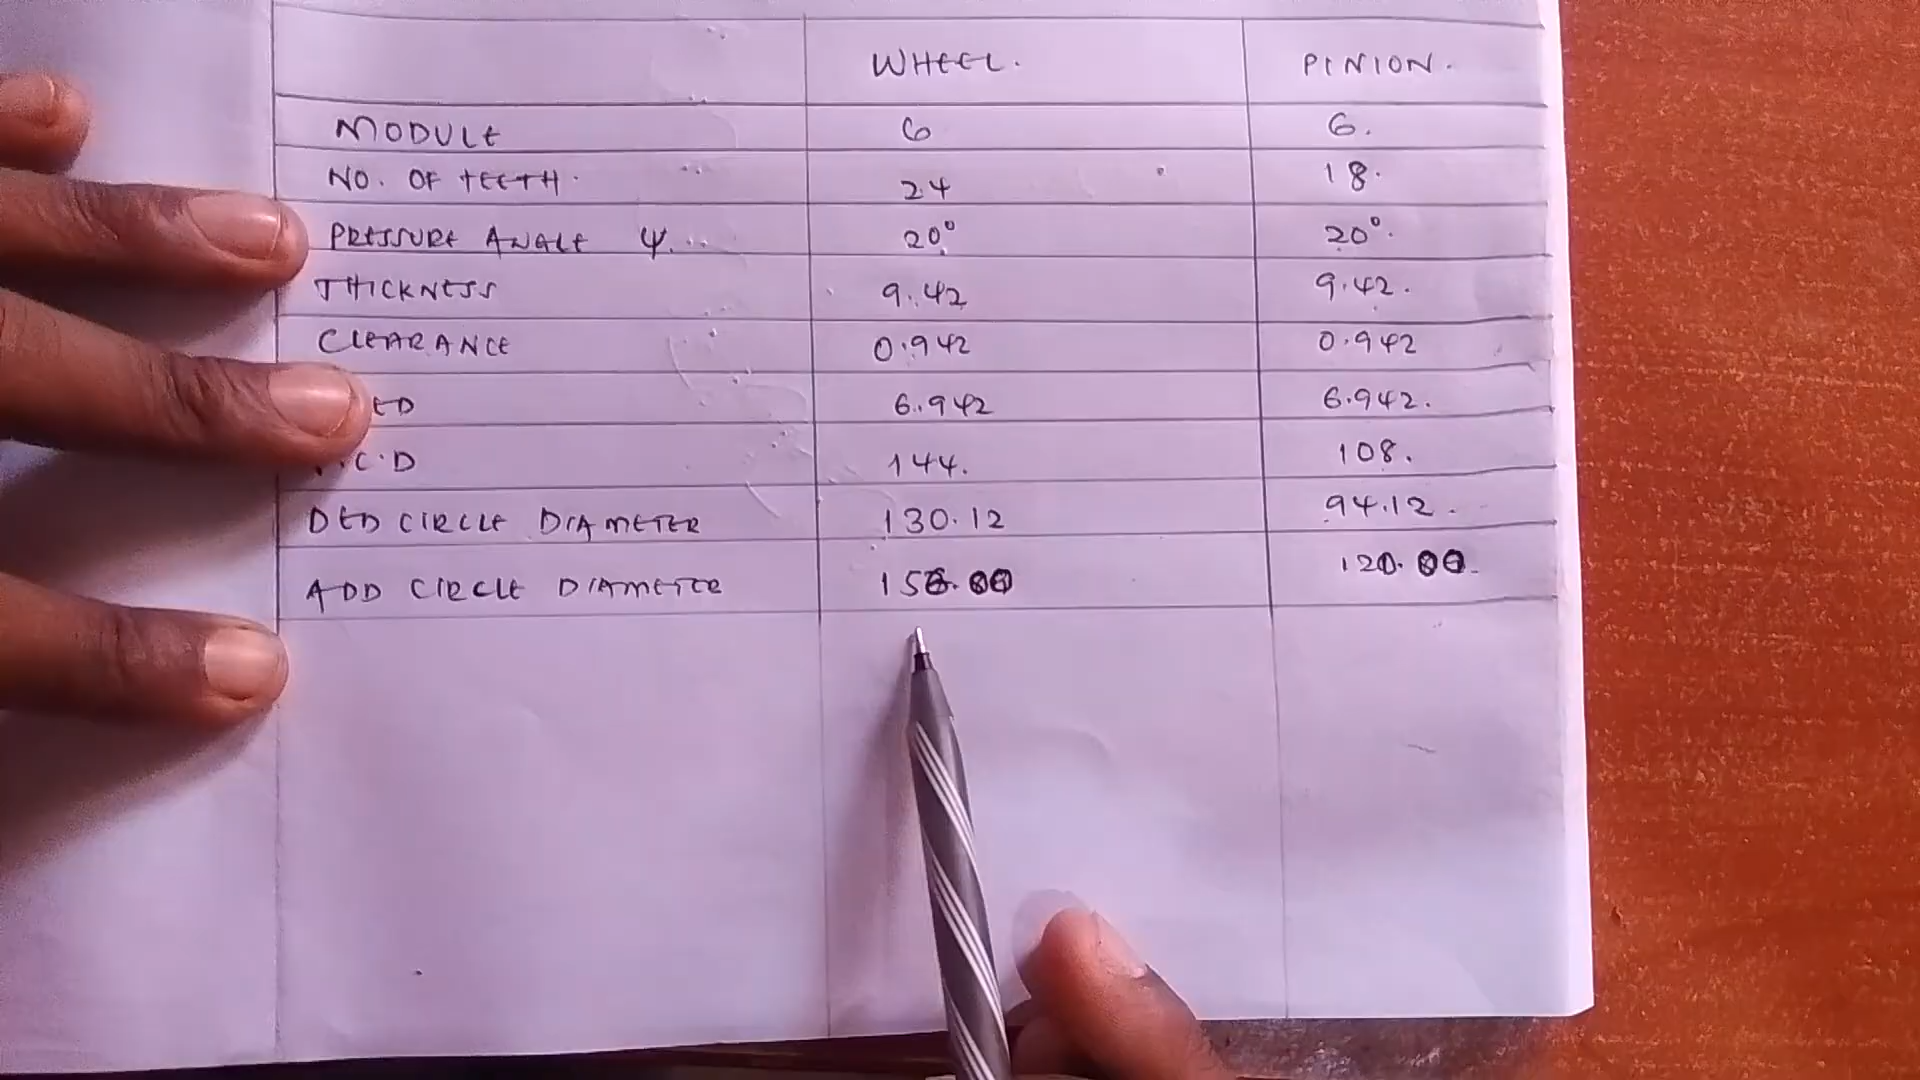 WHEEL. PINION.
MODULE 6 6.
NO. OF TEETH. 24 18.
PRESSURE ANGLE ψ. 20° 20°.
THICKNESS 9.42 9.42.
CLEARANCE 0.942 0.942
ED 6.942 6.942.
.C.D 144. 108.
DED CIRCLE DIAMETER 130.12 94.12.
ADD CIRCLE DIAMETER 156.00 120.00.